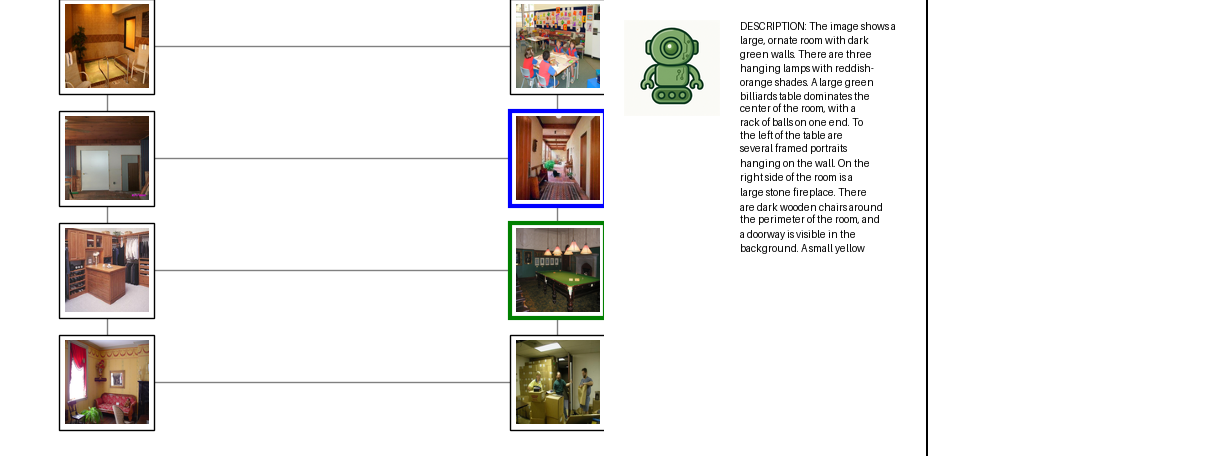 DESCRIPTION: The image shows a
large, ornate room with dark
green walls. There are three
hanging lamps with reddish-
orange shades. A large green
billiards table dominates the
center of the room, with a
rack of balls on one end. To
the left of the table are
several framed portraits
hanging on the wall. On the
right side of the room is a
large stone fireplace. There
are dark wooden chairs around
the perimeter of the room, and
a doorway is visible in the
background. A small yellow